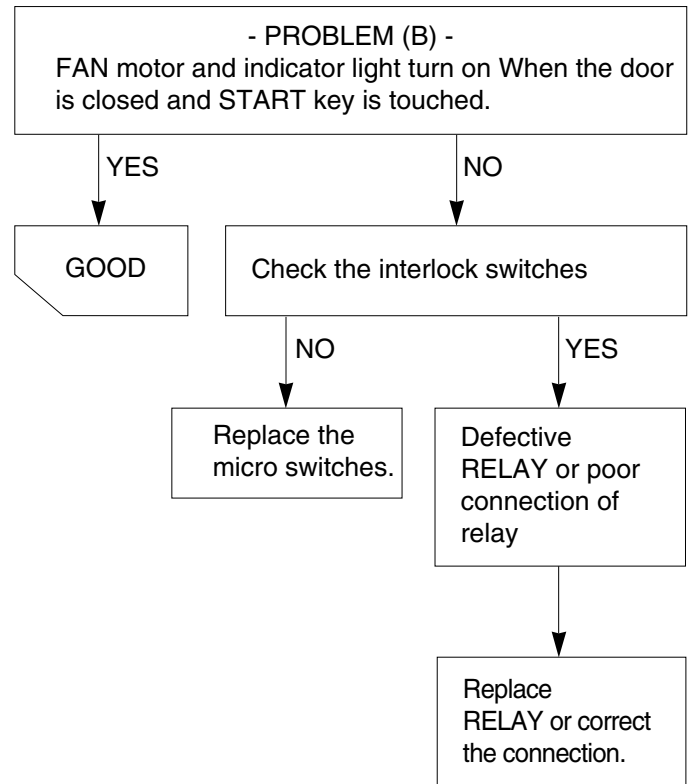 - PROBLEM (B) -
FAN motor and indicator light turn on When the door
is closed and START key is touched.
YES
NO
GOOD
Check the interlock switches
NO
YES
Replace the
micro switches.
Defective
RELAY or poor
connection of
relay
Replace
RELAY or correct
the connection.